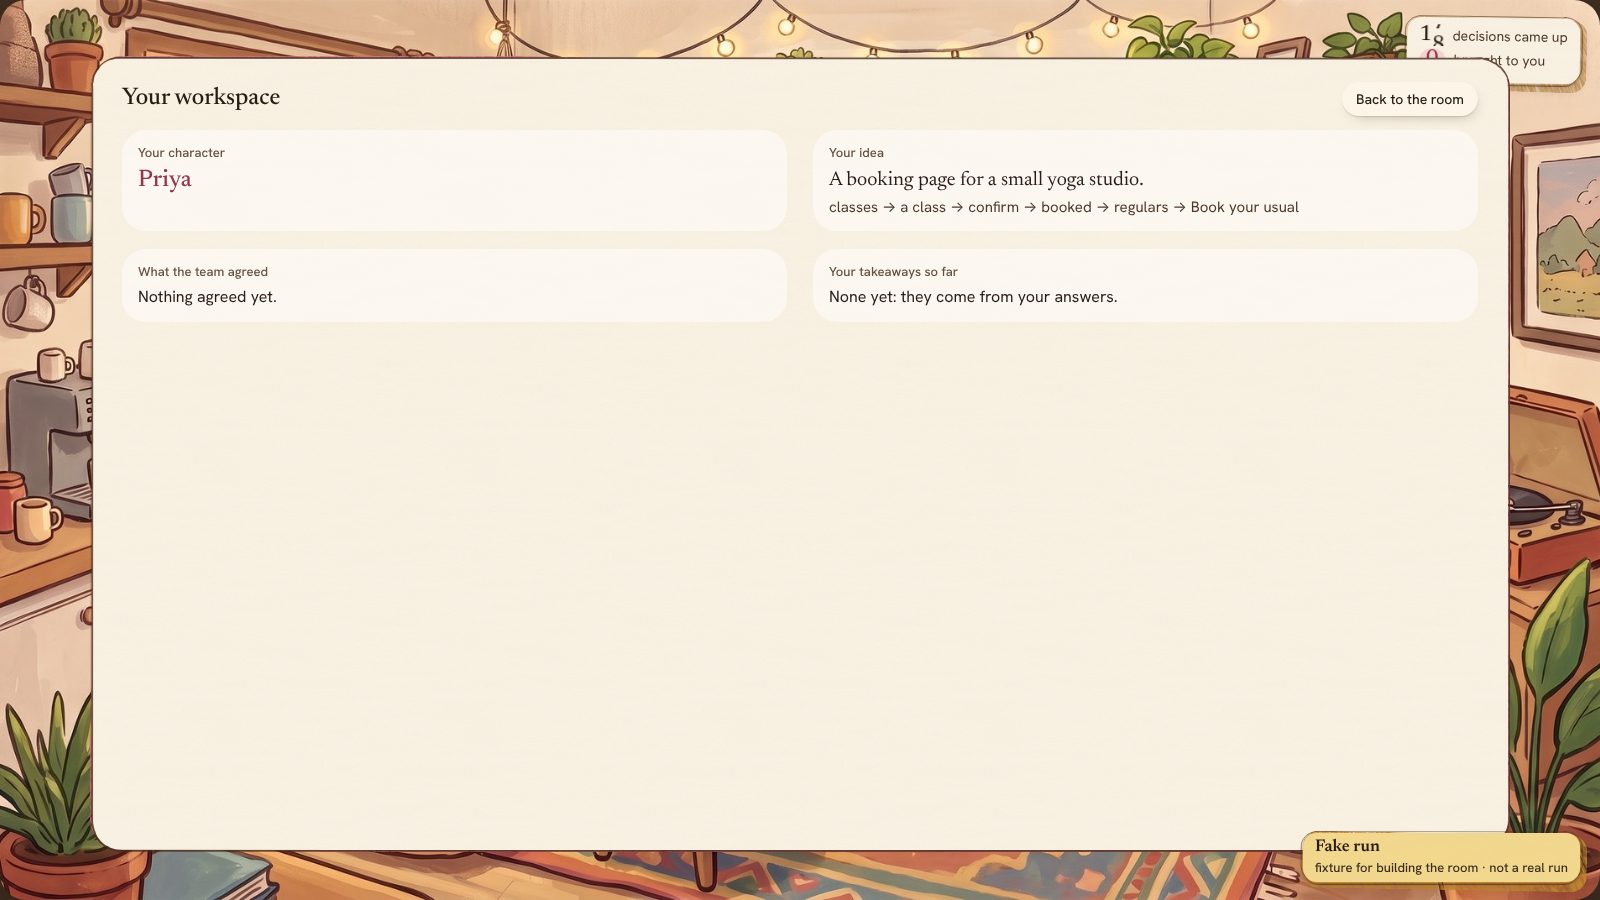 decisions came up
to you
Your workspace
Back to the room
Your character
Priya
Your idea
A booking page for a small yoga studio.
classes → a class → confirm → booked → regulars → Book your usual
What the team agreed
Nothing agreed yet.
Your takeaways so far
None yet: they come from your answers.
Fake run
fixture for building the room · not a real run